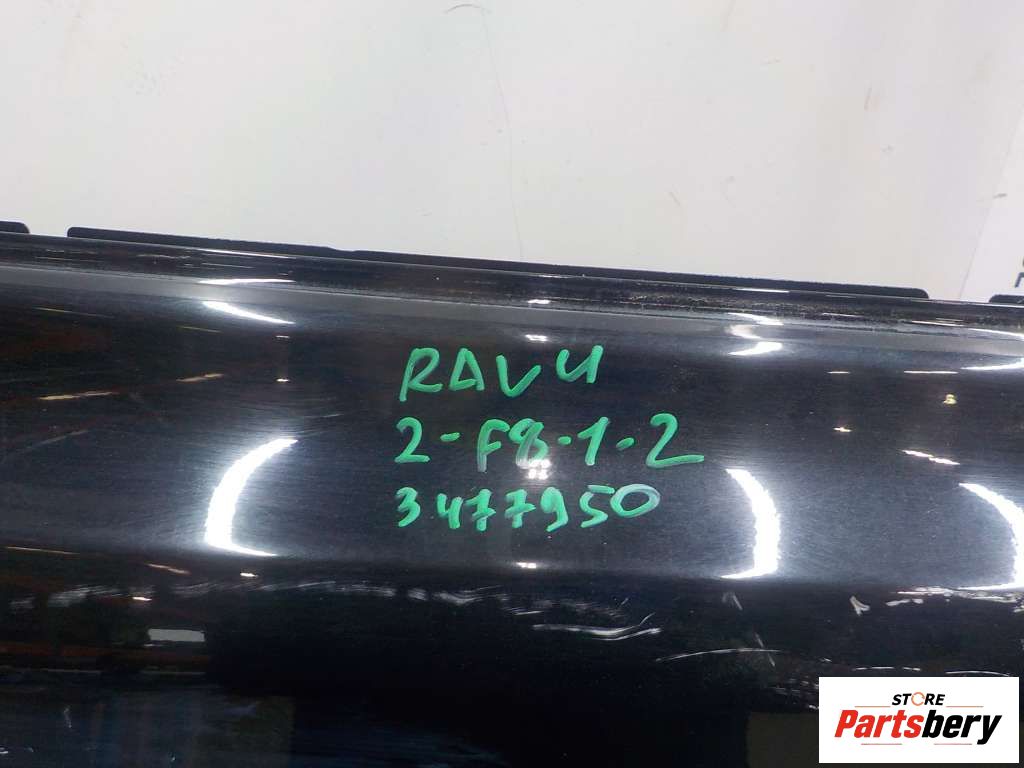 RAV4
2-F8-1-2
3477950
STORE
Partsbery